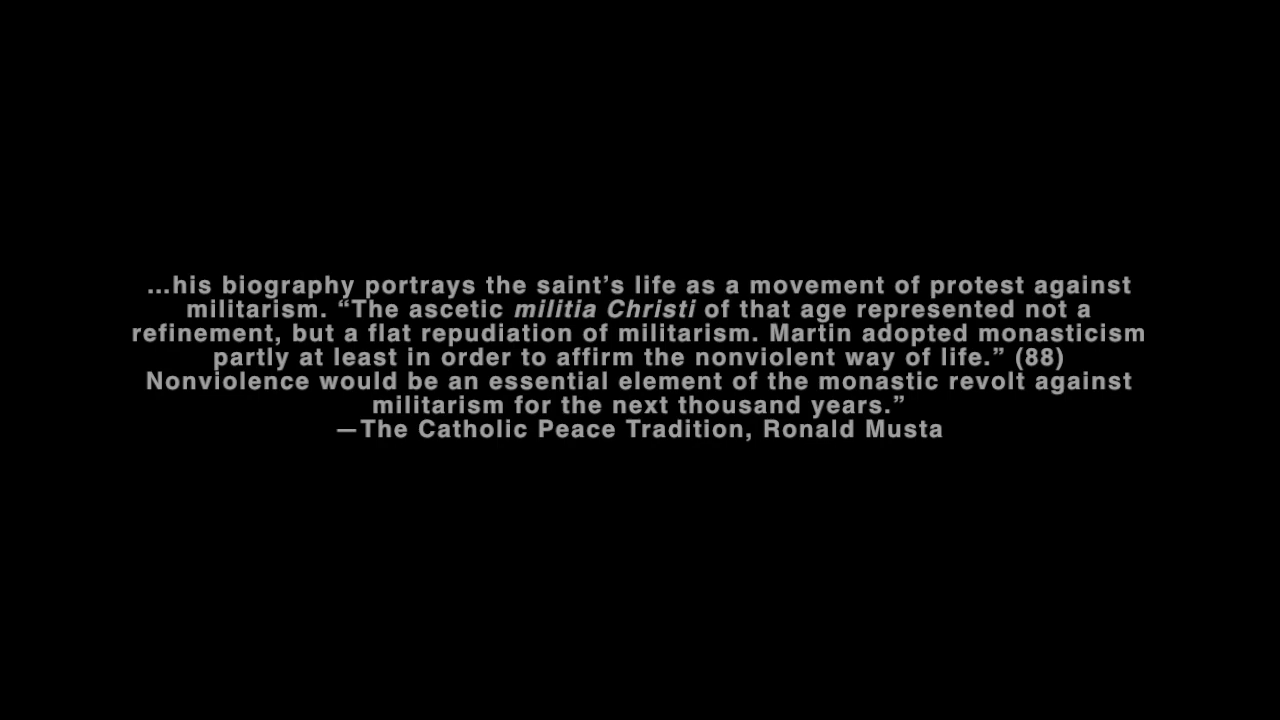 ...his biography portrays the saint’s life as a movement of protest against
militarism. “The ascetic militia Christi of that age represented not a
refinement, but a flat repudiation of militarism. Martin adopted monasticism
partly at least in order to affirm the nonviolent way of life.” (88)
Nonviolence would be an essential element of the monastic revolt against
militarism for the next thousand years.”
—The Catholic Peace Tradition, Ronald Musta